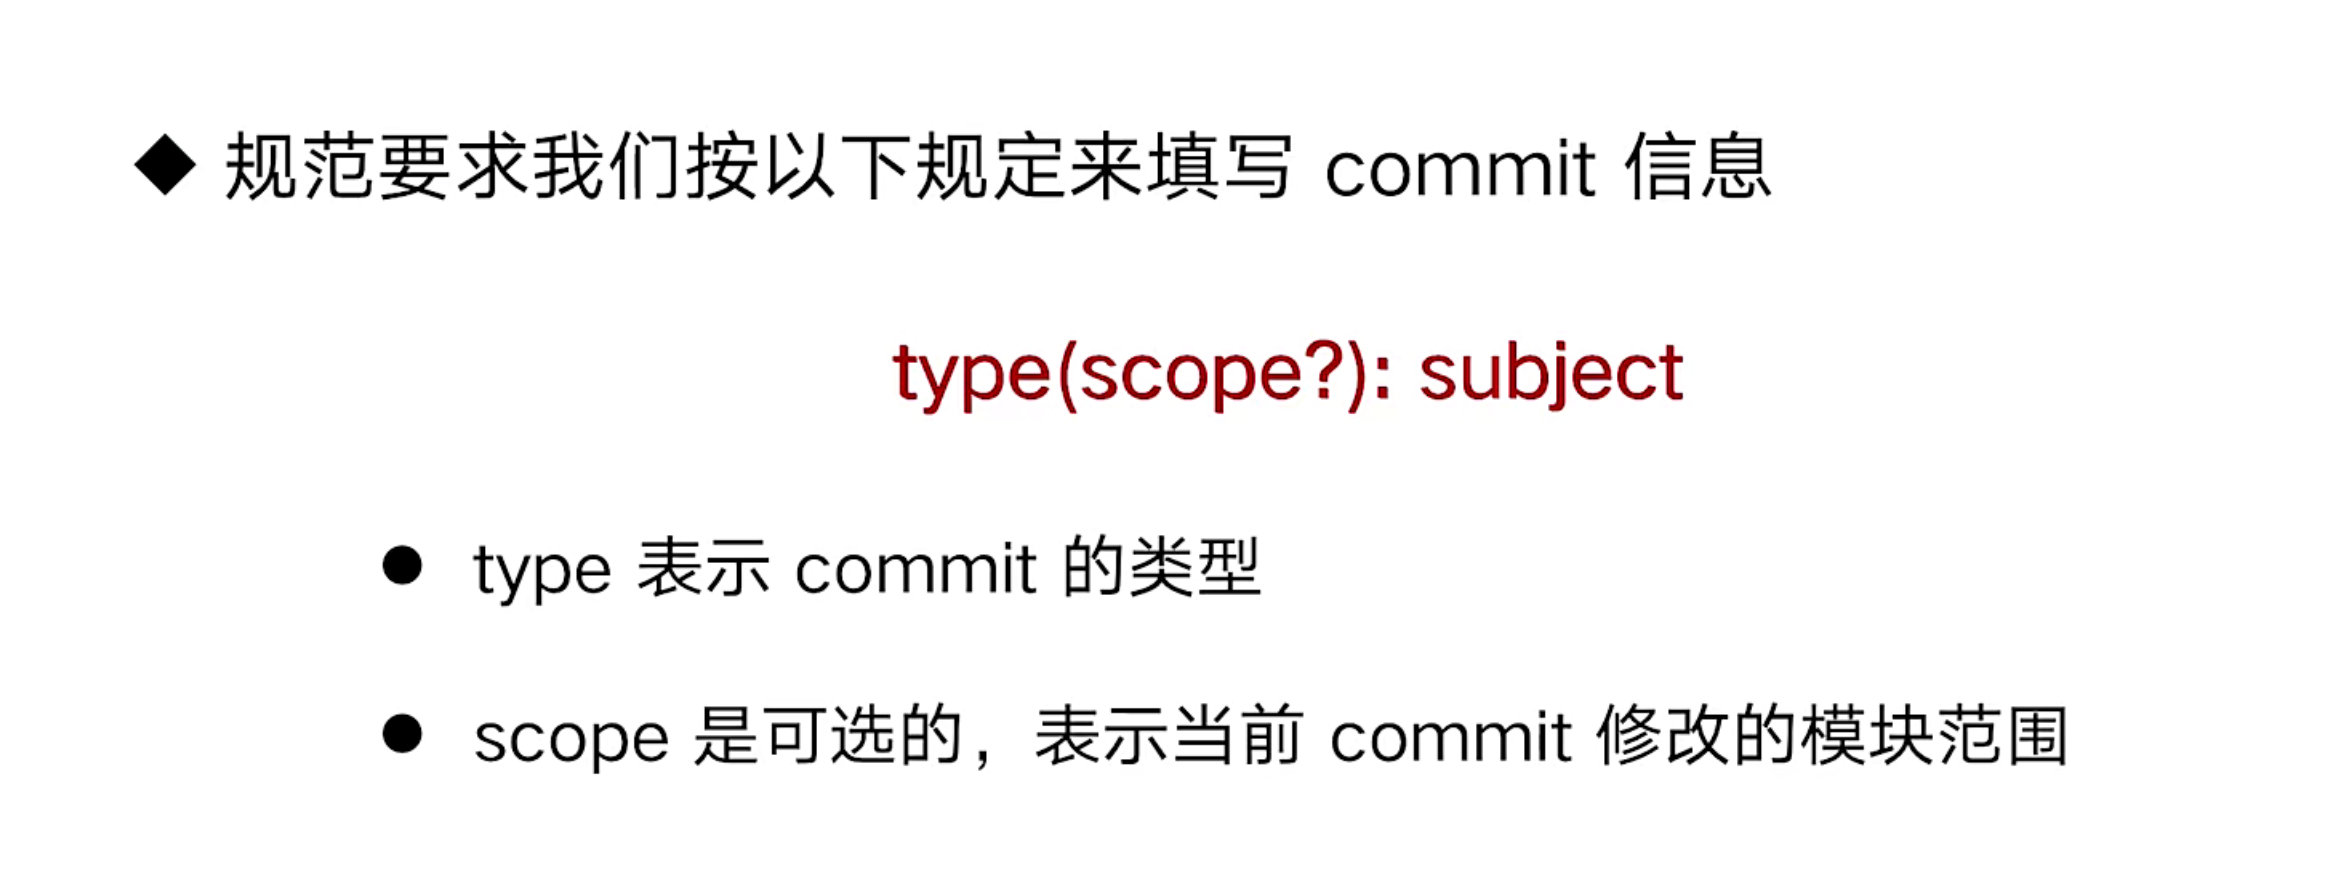 ◆ 规范要求我们按以下规定来填写 commit 信息
type(scope?): subject
● type 表示 commit 的类型
● scope 是可选的，表示当前 commit 修改的模块范围